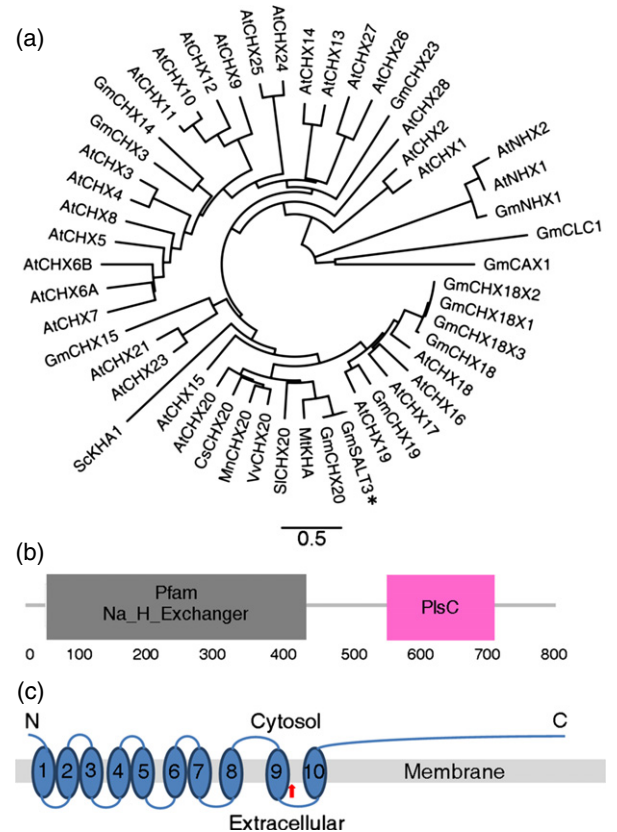 (a)
AtCHX3
AtCHX4
AtCHX8
AtCHX5
AtCHX6B
AtCHX6A
AtCHX7
GmCHX15
AtCHX21
AtCHX23
ScKHA1
GmCHX3
GmCHX14
AtCHX11
AtCHX10
AtCHX12
AtCHX9
AtCHX25
AtCHX24
AtCHX14
AtCHX13
AtCHX27
AtCHX26
GmCHX23
AtCHX28
AtCHX2
AtCHX1
AtNHX2
AtNHX1
GmNHX1
GmCLC1
GmCAX1
GmCHX18X2
GmCHX18X1
GmCHX18X3
GmCHX18
AtCHX18
AtCHX16
AtCHX17
GmCHX19
AtCHX19
GmSALT3*
GmCHX20
MtKHA
SlCHX20
VvCHX20
MnCHX20
CsCHX20
AtCHX20
AtCHX15
0.5
(b)
Pfam
Na_H_Exchanger
PlsC
0 100 200 300 400 500 600 700 800
(c)
N Cytosol C
1 2 3 4 5 6 7 8 9 10 Membrane
Extracellular